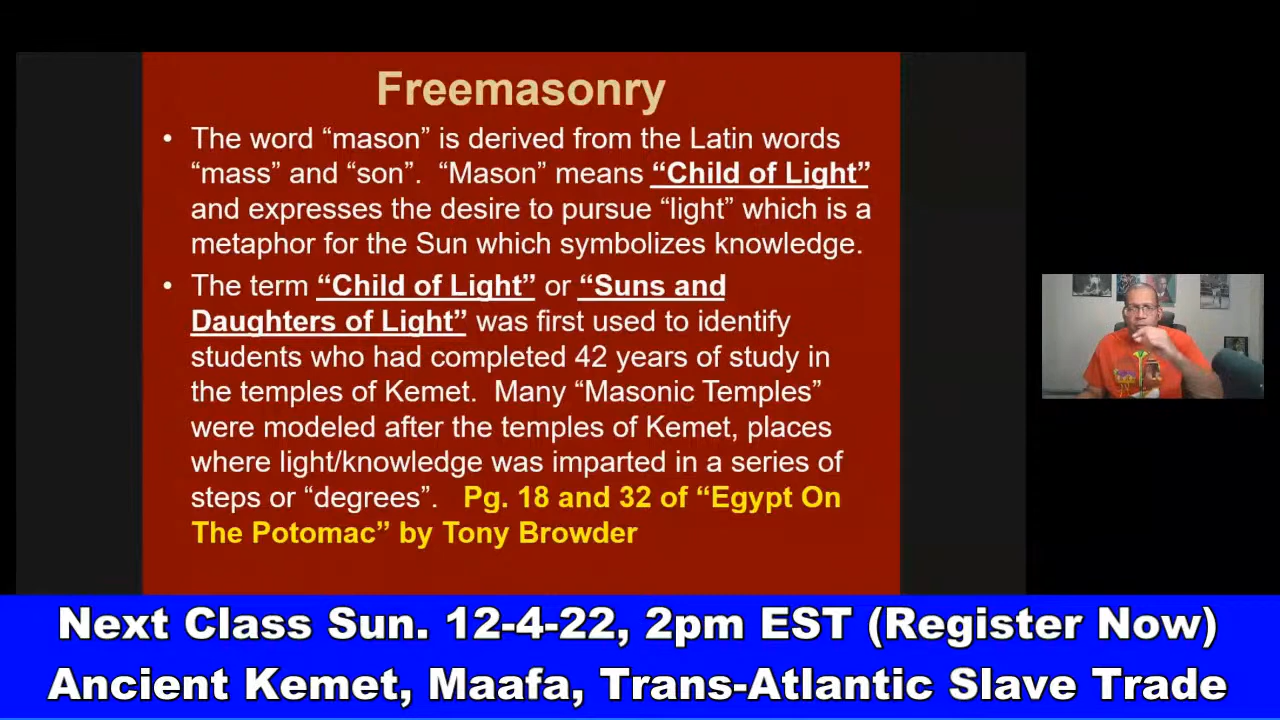 Freemasonry
• The word “mason” is derived from the Latin words
“mass” and “son”.  “Mason” means “Child of Light”
and expresses the desire to pursue “light” which is a
metaphor for the Sun which symbolizes knowledge.
• The term “Child of Light” or “Suns and
Daughters of Light” was first used to identify
students who had completed 42 years of study in
the temples of Kemet.  Many “Masonic Temples”
were modeled after the temples of Kemet, places
where light/knowledge was imparted in a series of
steps or “degrees”.   Pg. 18 and 32 of “Egypt On
The Potomac” by Tony Browder
Next Class Sun. 12-4-22, 2pm EST (Register Now)
Ancient Kemet, Maafa, Trans-Atlantic Slave Trade